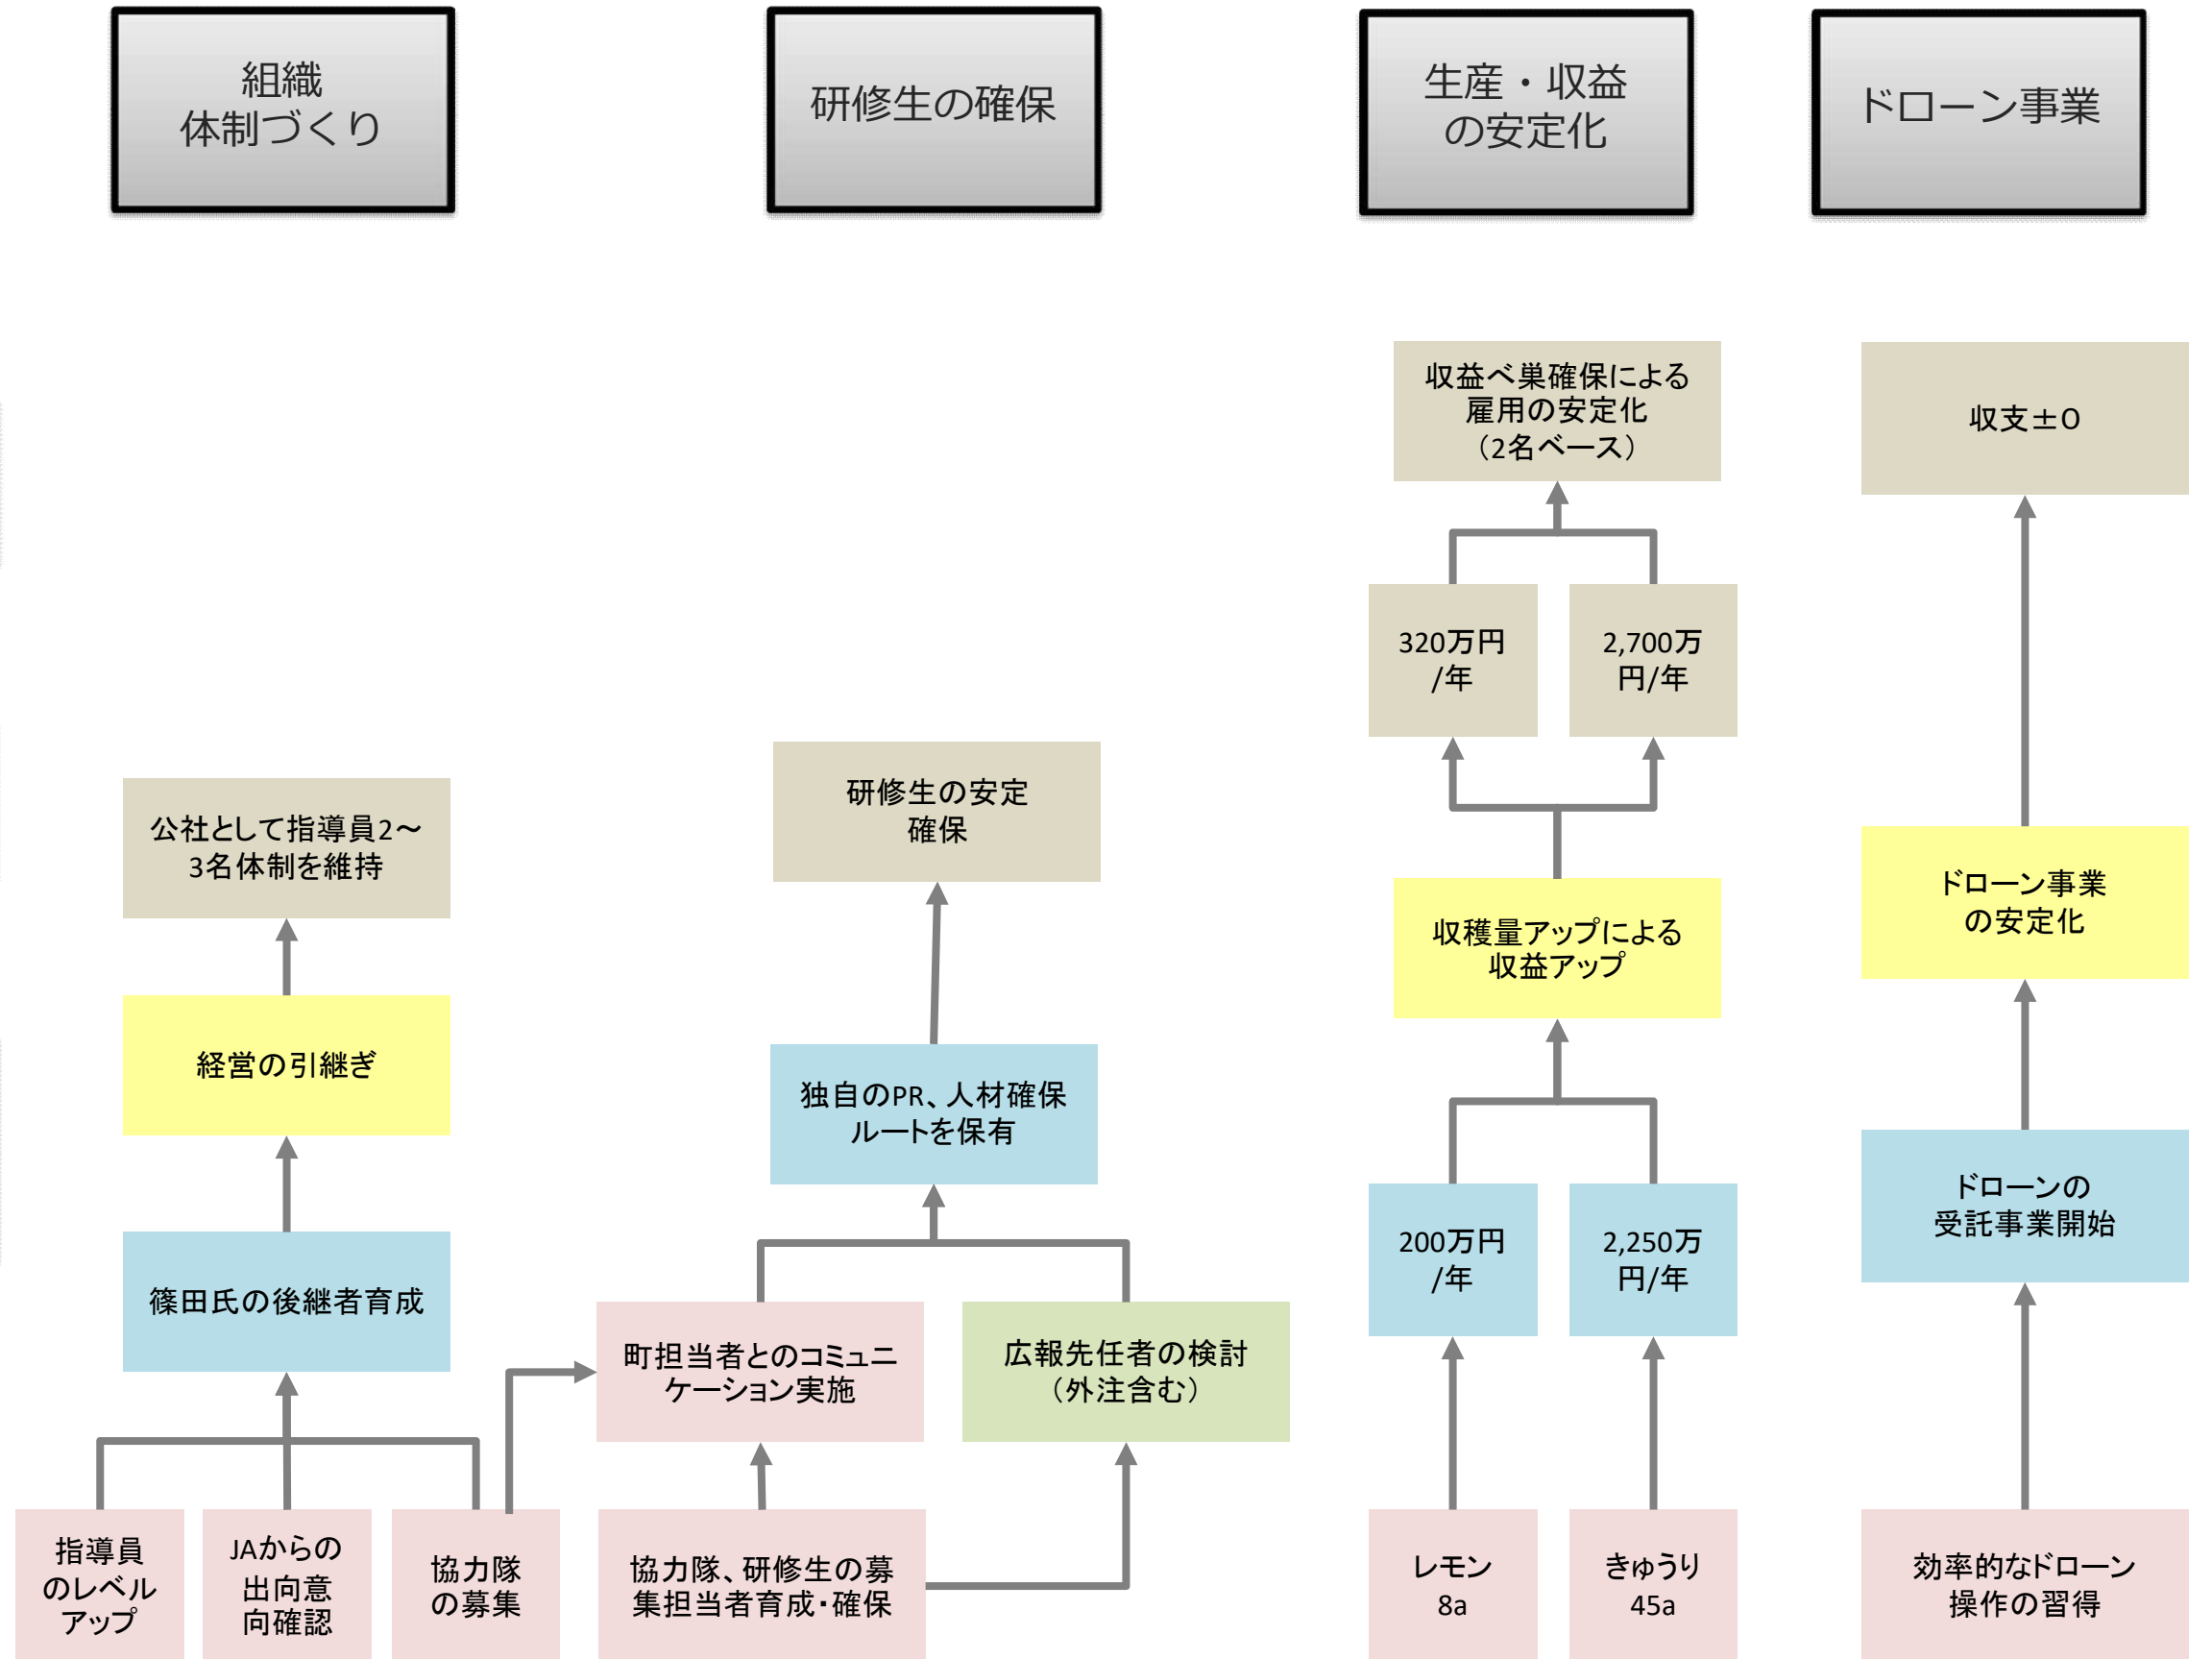 組織
体制づくり
研修生の確保
生産・収益
の安定化
ドローン事業
収益べ巣確保による
雇用の安定化
（2名ベース）
収支±0
320万円
/年
2,700万
円/年
公社として指導員2～
3名体制を維持
研修生の安定
確保
ドローン事業
の安定化
収穫量アップによる
収益アップ
経営の引継ぎ
独自のPR、人材確保
ルートを保有
篠田氏の後継者育成
200万円
/年
2,250万
円/年
ドローンの
受託事業開始
町担当者とのコミュニ
ケーション実施
広報先任者の検討
（外注含む）
指導員
のレベル
アップ
JAからの
出向意
向確認
協力隊
の募集
協力隊、研修生の募
集担当者育成・確保
レモン
8a
きゅうり
45a
効率的なドローン
操作の習得